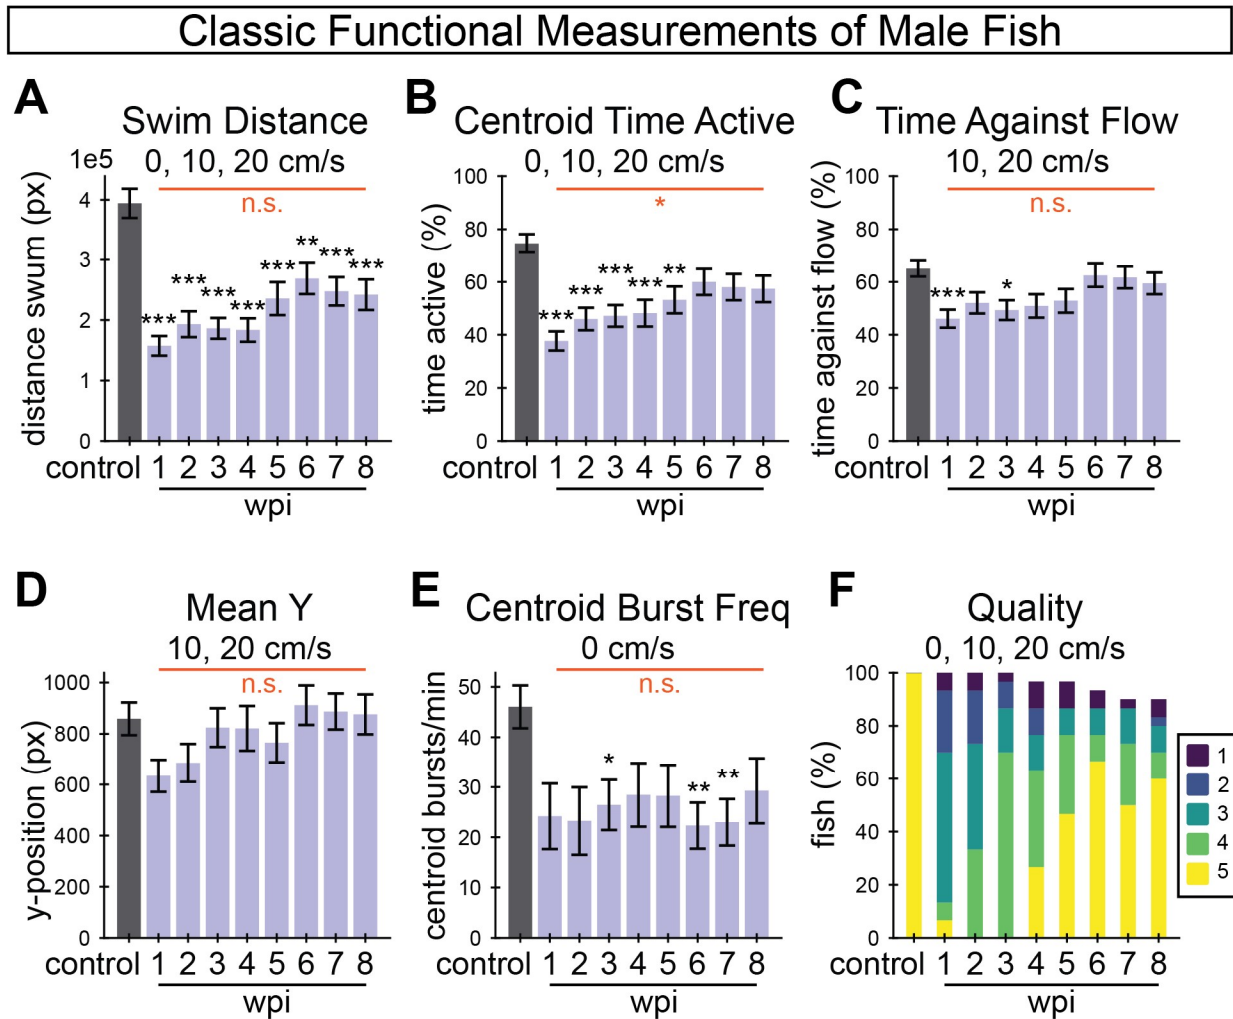 Classic Functional Measurements of Male Fish
A
Swim Distance
0, 10, 20 cm/s
1e5
n.s.
distance swum (px)
4
3
2
1
0
*** *** *** *** *** ** *** ***
control 1 2 3 4 5 6 7 8
wpi
B
Centroid Time Active
0, 10, 20 cm/s
*
time active (%)
100
80
60
40
20
0
*** *** *** *** **
control 1 2 3 4 5 6 7 8
wpi
C
Time Against Flow
10, 20 cm/s
n.s.
time against flow (%)
100
80
60
40
20
0
*** *
control 1 2 3 4 5 6 7 8
wpi
D
Mean Y
10, 20 cm/s
n.s.
y-position (px)
1000
800
600
400
200
0
control 1 2 3 4 5 6 7 8
wpi
E
Centroid Burst Freq
0 cm/s
n.s.
centroid bursts/min
50
40
30
20
10
0
* ** **
control 1 2 3 4 5 6 7 8
wpi
F
Quality
0, 10, 20 cm/s
fish (%)
100
80
60
40
20
0
control 1 2 3 4 5 6 7 8
wpi
1
2
3
4
5